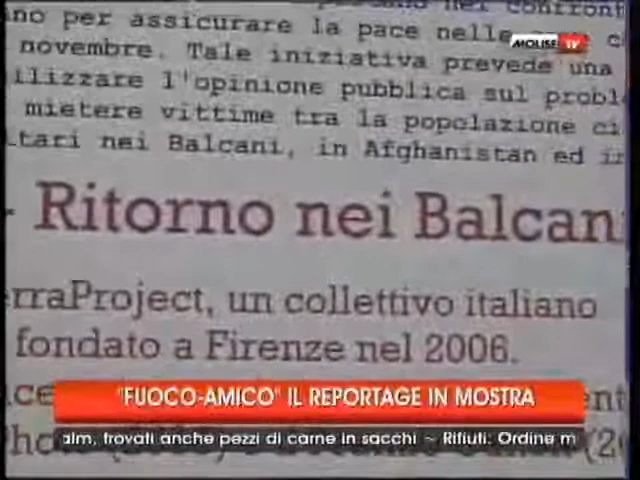 ano per assicurare la pace nelle
novembre. Tale iniziativa prevede una
ilizzare l'opinione pubblica sul probl
mietere vittime tra la popolazione ci
tari nei Balcani, in Afghanistan ed i
MOLISE TV
- Ritorno nei Balcani
erraProject, un collettivo italiano
fondato a Firenze nel 2006.
"FUOCO-AMICO" IL REPORTAGE IN MOSTRA
alm, trovati anche pezzi di carne in sacchi ~ Rifiuti: Ordine m